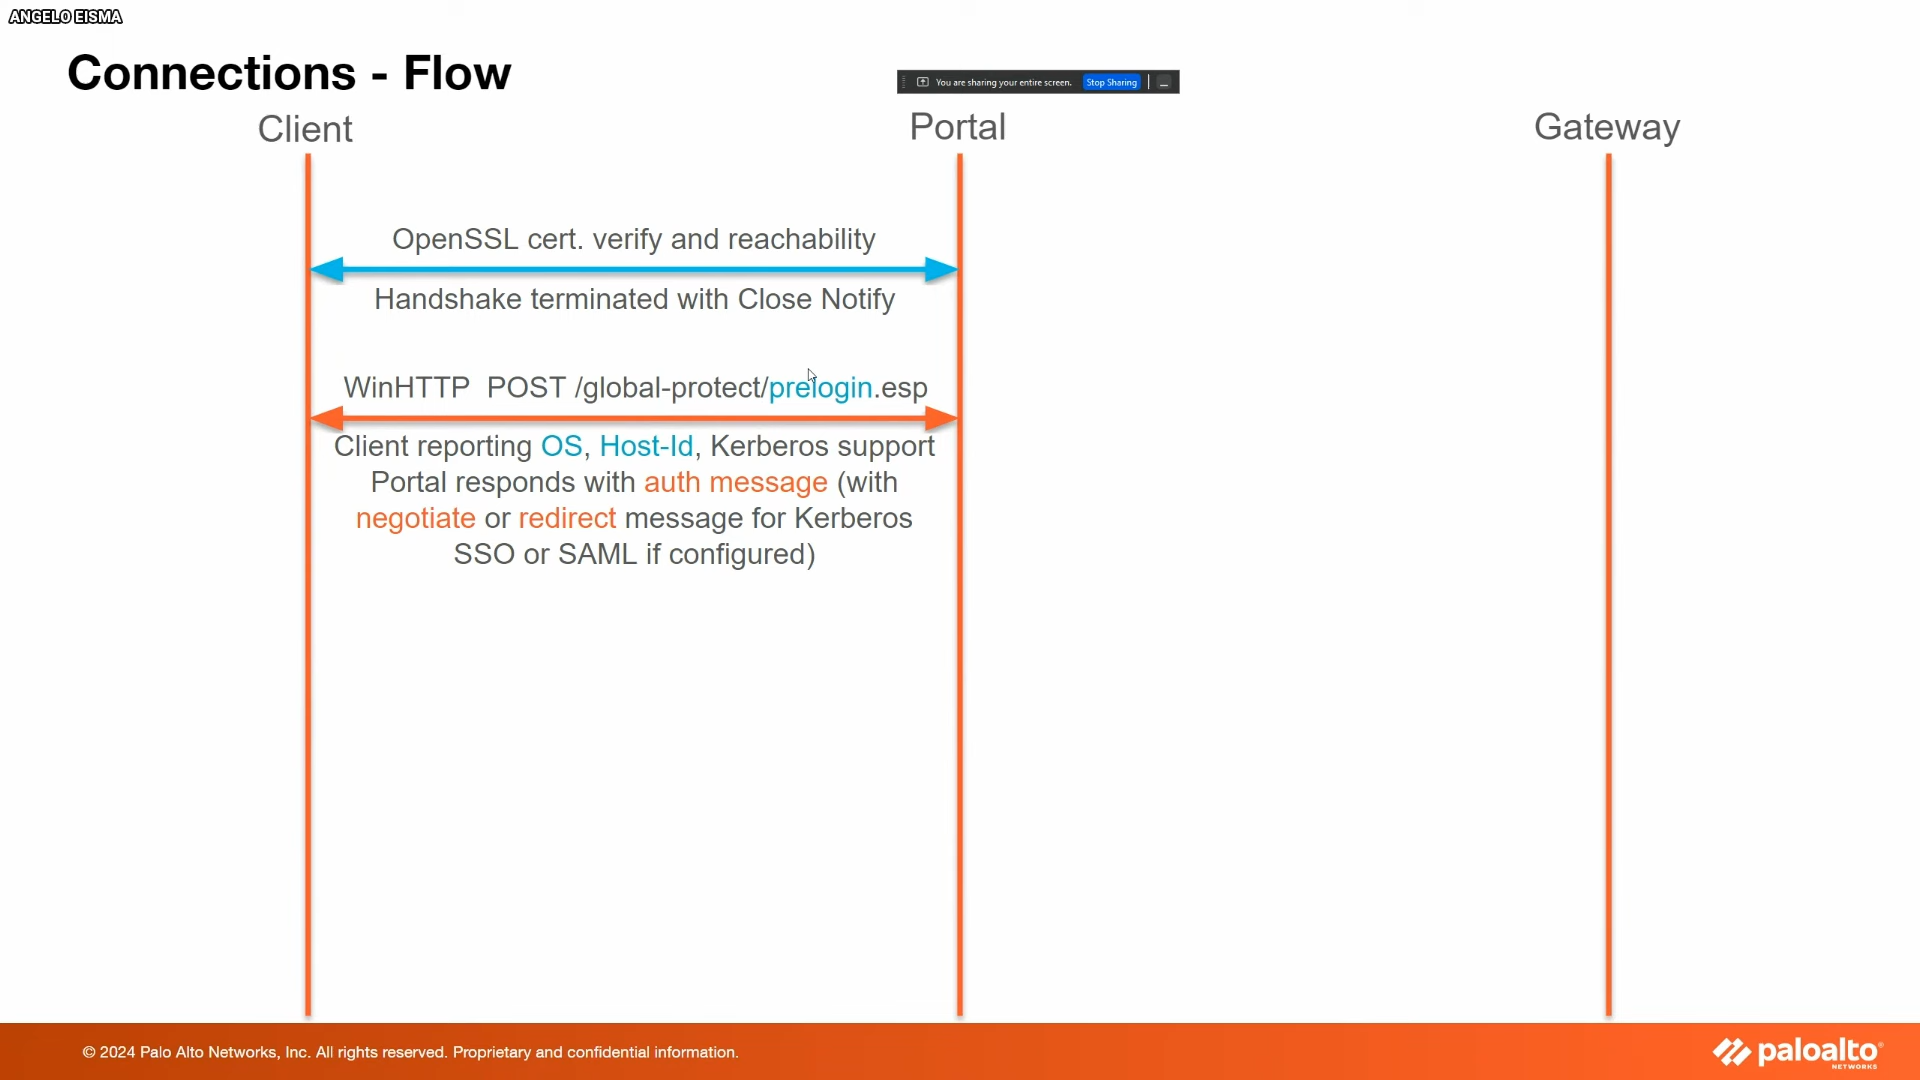 ANGELO EISMA
Connections - Flow
You are sharing your entire screen. Stop Sharing
Client
Portal
Gateway
OpenSSL cert. verify and reachability
Handshake terminated with Close Notify
WinHTTP POST /global-protect/prelogin.esp
Client reporting OS, Host-Id, Kerberos support
Portal responds with auth message (with
negotiate or redirect message for Kerberos
SSO or SAML if configured)
© 2024 Palo Alto Networks, Inc. All rights reserved. Proprietary and confidential information.
paloalto®
NETWORKS